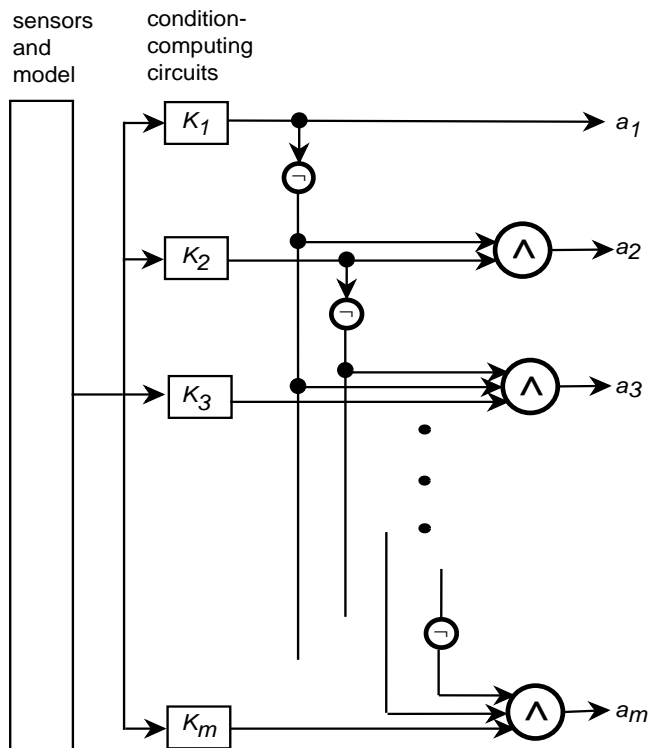 sensors
and
model
condition-
computing
circuits
K1
a1
¬
K2
∧
a2
¬
K3
∧
a3
¬
Km
∧
am